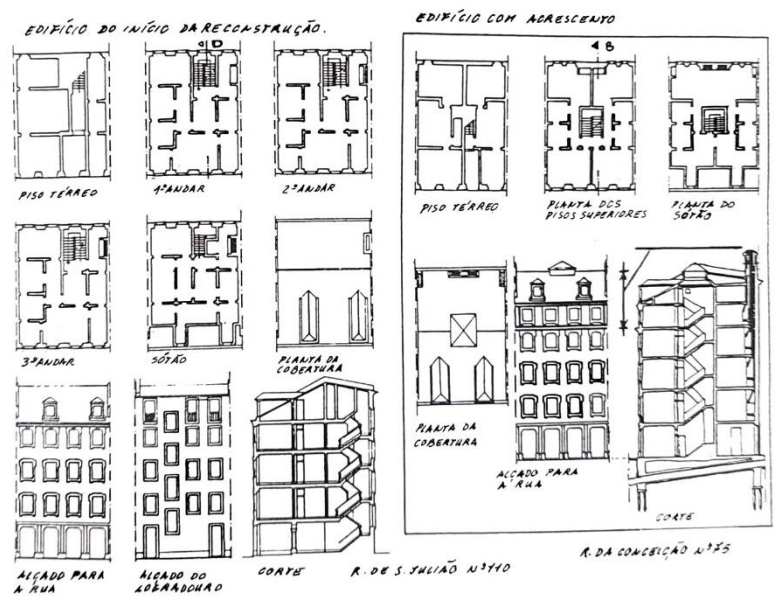 EDIFÍCIO DO INÍCIO DA RECONSTRUÇÃO.
D
PISO TÉRREO
1º ANDAR
2º ANDAR
3º ANDAR
SÓTÃO
PLANTA DA
COBERTURA
ALÇADO PARA
A RUA
ALÇADO DO
LOGRADOURO
CORTE
R. DE S. JULIÃO Nº 110
EDIFÍCIO COM ACRESCENTO
B
PISO TÉRREO
PLANTA DOS
PISOS SUPERIORES
PLANTA DO
SÓTÃO
PLANTA DA
COBERTURA
ALÇADO PARA
A RUA
CORTE
R. DA CONCEIÇÃO Nº 75